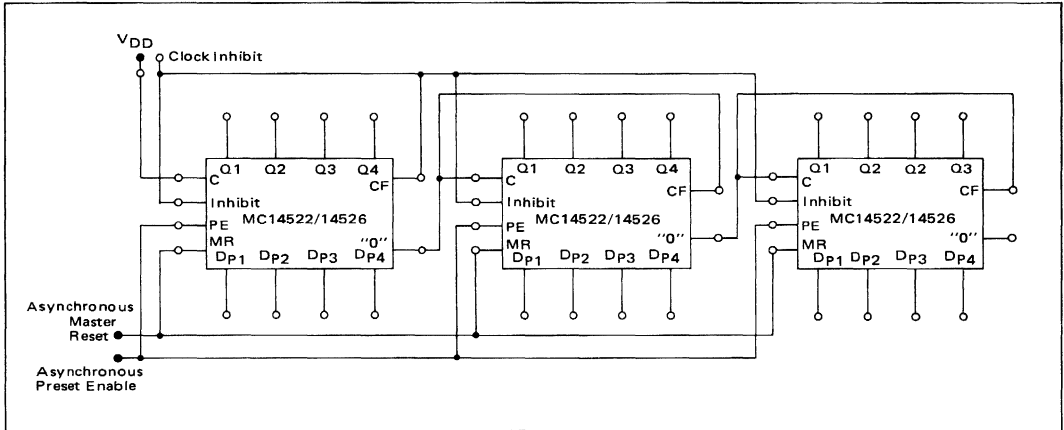 VDD
Clock Inhibit
Q1 Q2 Q3 Q4
C
CF
Inhibit
MC14522/14526
PE
MR
"0"
DP1 DP2 DP3 DP4
Q1 Q2 Q3 Q4
C
CF
Inhibit
MC14522/14526
PE
MR
"0"
DP1 DP2 DP3 DP4
Q1 Q2 Q2 Q3
C
CF
Inhibit
MC14522/14526
PE
MR
"0"
DP1 DP2 DP3 DP4
Asynchronous
Master
Reset
Asynchronous
Preset Enable